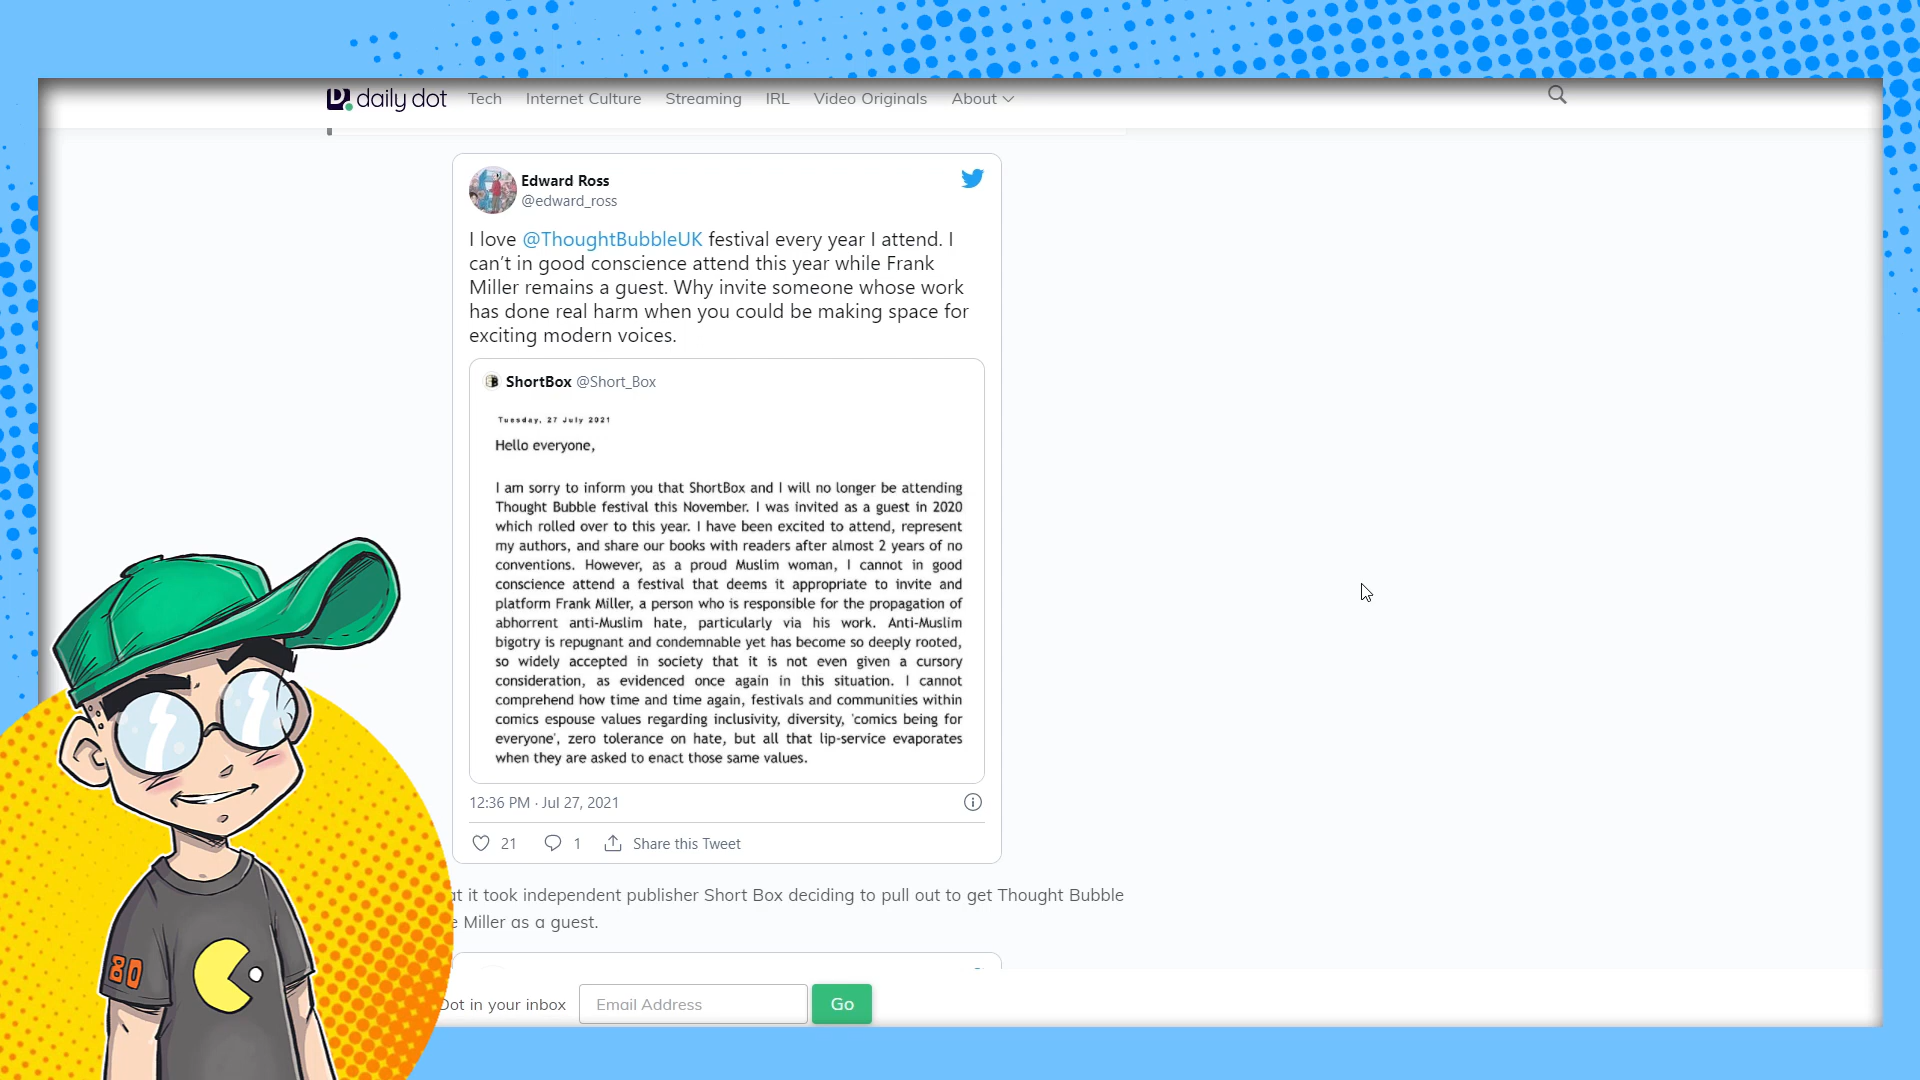 daily dot Tech Internet Culture Streaming IRL Video Originals About
Edward Ross
@edward_ross
I love @ThoughtBubbleUK festival every year I attend. I
can't in good conscience attend this year while Frank
Miller remains a guest. Why invite someone whose work
has done real harm when you could be making space for
exciting modern voices.
ShortBox @Short_Box
Tuesday, 27 July 2021
Hello everyone,
I am sorry to inform you that ShortBox and I will no longer be attending
Thought Bubble festival this November. I was invited as a guest in 2020
which rolled over to this year. I have been excited to attend, represent
my authors, and share our books with readers after almost 2 years of no
conventions. However, as a proud Muslim woman, I cannot in good
conscience attend a festival that deems it appropriate to invite and
platform Frank Miller, a person who is responsible for the propagation of
abhorrent anti-Muslim hate, particularly via his work. Anti-Muslim
bigotry is repugnant and condemnable yet has become so deeply rooted,
so widely accepted in society that it is not even given a cursory
consideration, as evidenced once again in this situation. I cannot
comprehend how time and time again, festivals and communities within
comics espouse values regarding inclusivity, diversity, 'comics being for
everyone', zero tolerance on hate, but all that lip-service evaporates
when they are asked to enact those same values.
12:36 PM · Jul 27, 2021
21 1 Share this Tweet
at it took independent publisher Short Box deciding to pull out to get Thought Bubble
e Miller as a guest.
Dot in your inbox Email Address Go
80